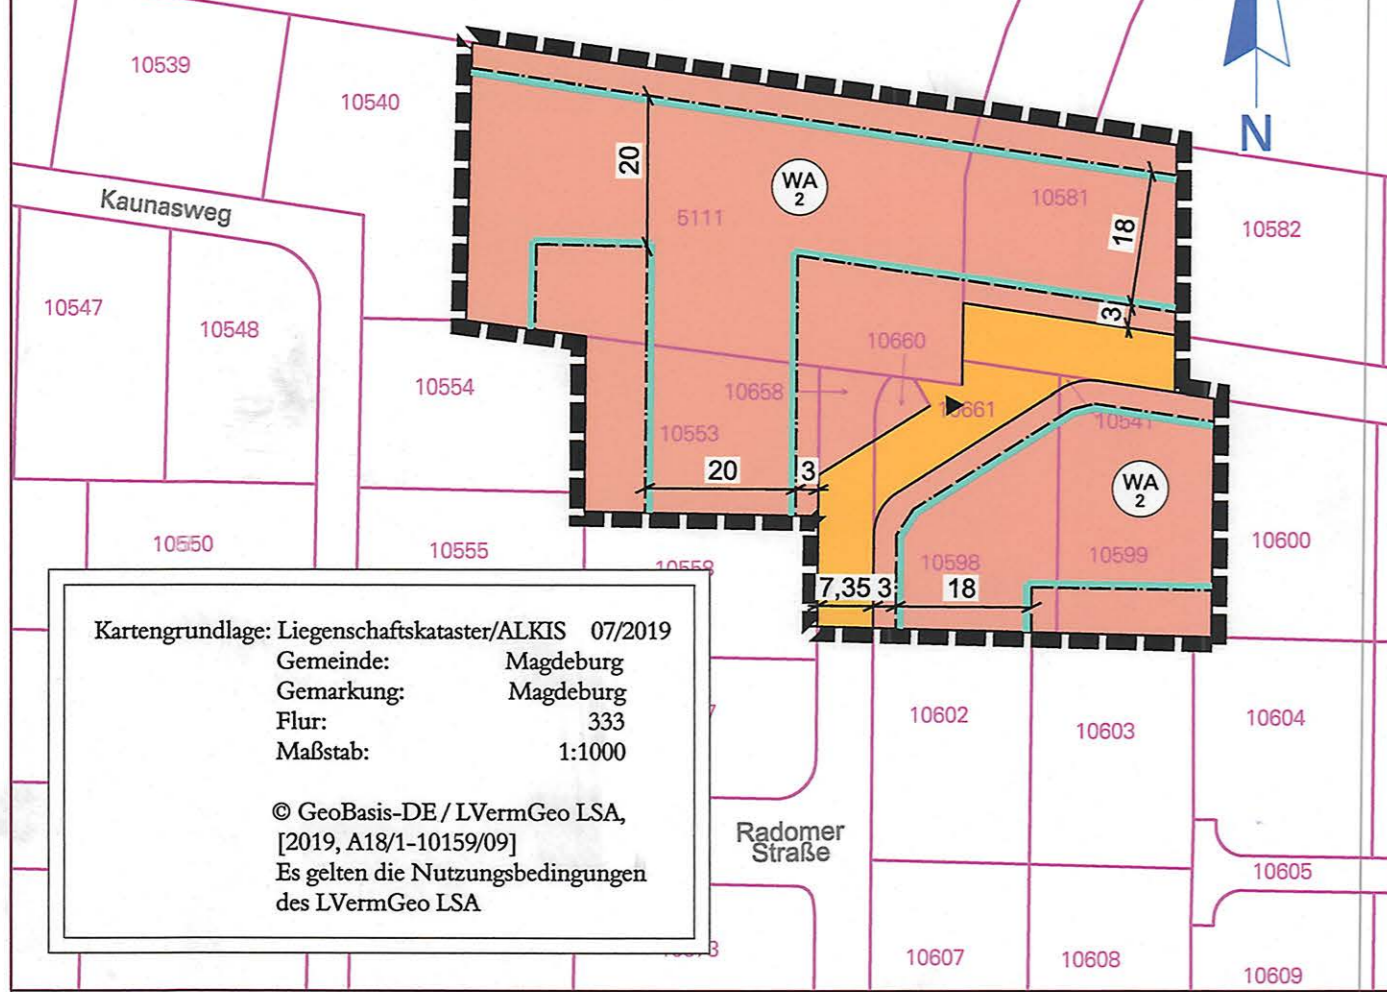 10539
10540
N
Kaunasweg
20
WA
2
5111
10581
18
10582
10547
10548
3
10660
10554
10658
10661
10541
10553
20
3
WA
2
10550
10555
10598
10599
10600
7,35
3
18
Kartengrundlage: Liegenschaftskataster/ALKIS 07/2019
Gemeinde: Magdeburg
Gemarkung: Magdeburg
Flur: 333
Maßstab: 1:1000
© GeoBasis-DE / LVermGeo LSA,
[2019, A18/1-10159/09]
Es gelten die Nutzungsbedingungen
des LVermGeo LSA
10602
10603
10604
Radomer
Straße
10605
10607
10608
10609